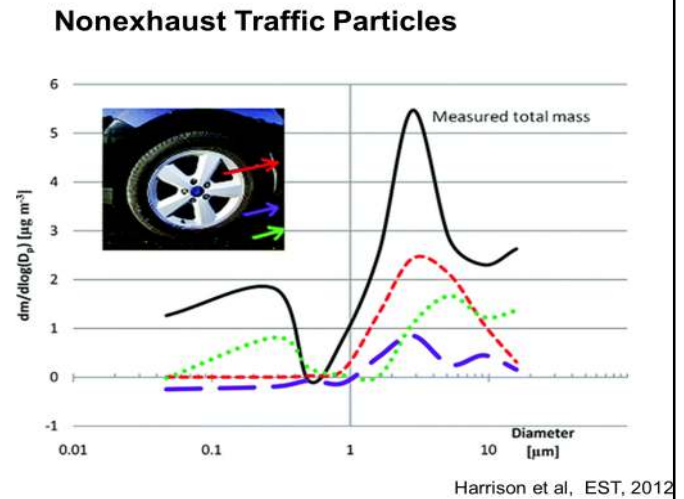 Nonexhaust Traffic Particles
6
5
4
3
2
1
0
-1
dm/dlog(Dp) [µg m-3]
Measured total mass
0.01
0.1
1
10
Diameter
[µm]
Harrison et al, EST, 2012